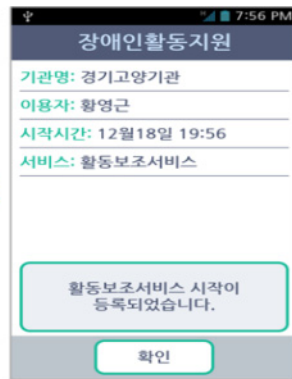 7:56 PM
장애인활동지원
기관명: 경기고양기관
이용자: 황영근
시작시간: 12월18일 19:56
서비스: 활동보조서비스
활동보조서비스 시작이
등록되었습니다.
확인